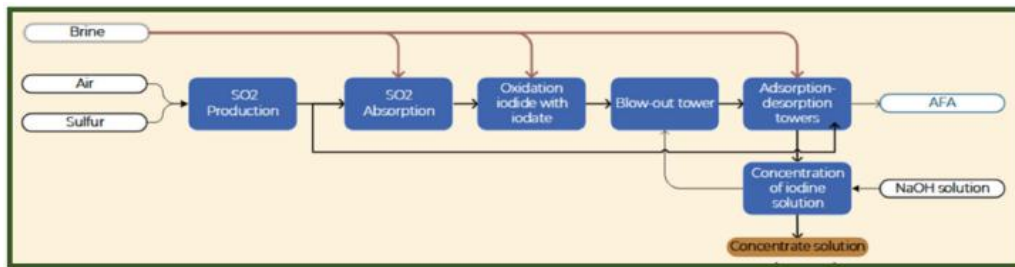 Brine
Air
Sulfur
SO2
Production
SO2
Absorption
Oxidation
iodide with
iodate
Blow-out tower
Adsorption-
desorption
towers
AFA
Concentration
of iodine
solution
NaOH solution
Concentrate solution